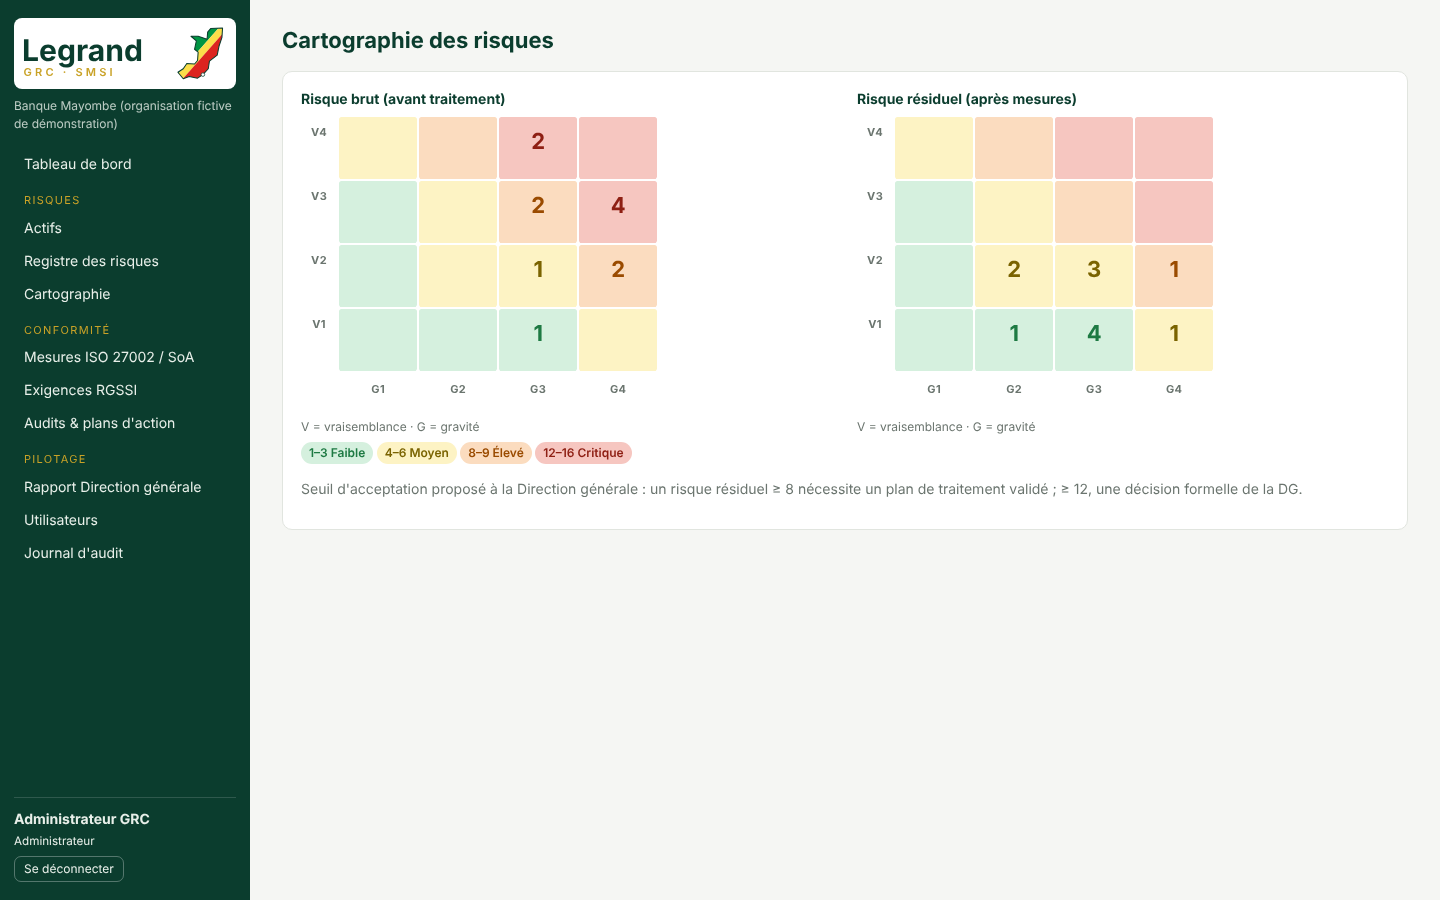 Legrand
GRC · SMSI
Banque Mayombe (organisation fictive
de démonstration)
Tableau de bord
RISQUES
Actifs
Registre des risques
Cartographie
CONFORMITÉ
Mesures ISO 27002 / SoA
Exigences RGSSI
Audits & plans d'action
PILOTAGE
Rapport Direction générale
Utilisateurs
Journal d'audit
Administrateur GRC
Administrateur
Se déconnecter
Cartographie des risques
Risque brut (avant traitement)
V4 2
V3 2 4
V2 1 2
V1 1
G1 G2 G3 G4
V = vraisemblance · G = gravité
1–3 Faible 4–6 Moyen 8–9 Élevé 12–16 Critique
Risque résiduel (après mesures)
V4
V3
V2 2 3 1
V1 1 4 1
G1 G2 G3 G4
V = vraisemblance · G = gravité
Seuil d'acceptation proposé à la Direction générale : un risque résiduel ≥ 8 nécessite un plan de traitement validé ; ≥ 12, une décision formelle de la DG.